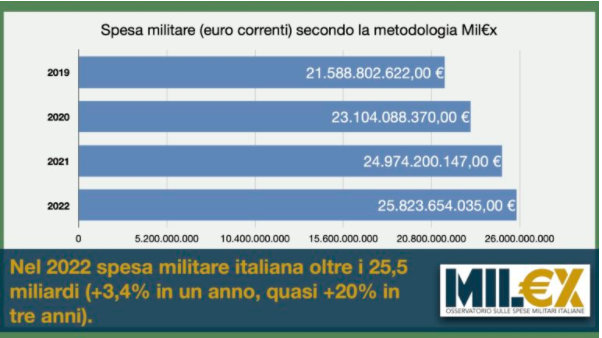 Spesa militare (euro correnti) secondo la metodologia Mil€x
2019
21.588.802.622,00 €
2020
23.104.088.370,00 €
2021
24.974.200.147,00 €
2022
25.823.654.035,00 €
0
5.200.000.000
10.400.000.000
15.600.000.000
20.800.000.000
26.000.000.000
Nel 2022 spesa militare italiana oltre i 25,5
miliardi (+3,4% in un anno, quasi +20% in
tre anni).
MIL€X
OSSERVATORIO SULLE SPESE MILITARI ITALIANE